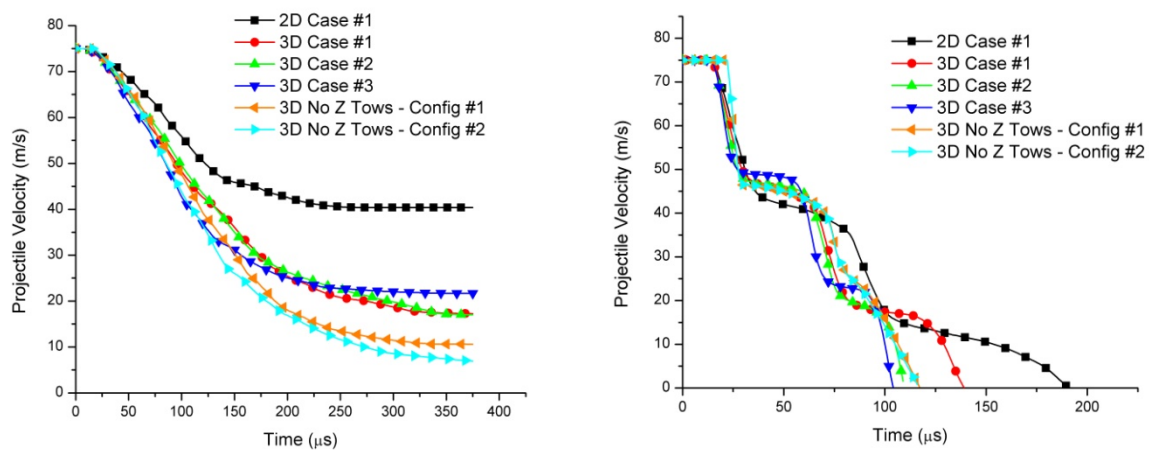 2D Case #1
3D Case #1
3D Case #2
3D Case #3
3D No Z Tows - Config #1
3D No Z Tows - Config #2
80
70
60
50
40
30
20
10
0
Projectile Velocity (m/s)
0 50 100 150 200 250 300 350 400
Time (μs)
2D Case #1
3D Case #1
3D Case #2
3D Case #3
3D No Z Tows - Config #1
3D No Z Tows - Config #2
80
70
60
50
40
30
20
10
0
Projectile Velocity (m/s)
0 50 100 150 200
Time (μs)